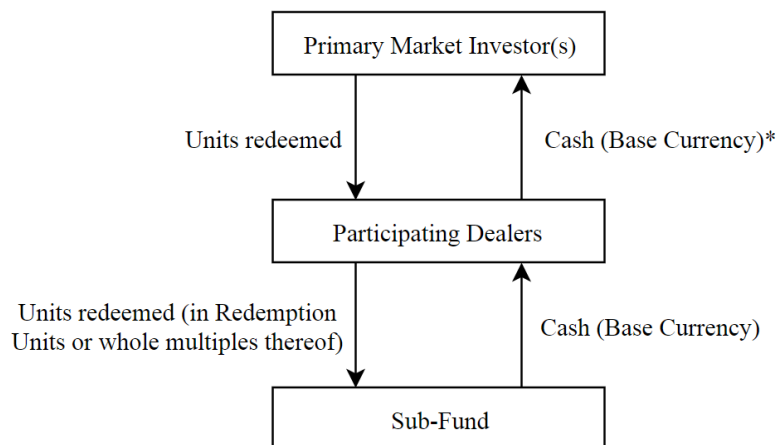 Primary Market Investor(s)
Units redeemed
Cash (Base Currency)*
Participating Dealers
Units redeemed (in Redemption
Units or whole multiples thereof)
Cash (Base Currency)
Sub-Fund